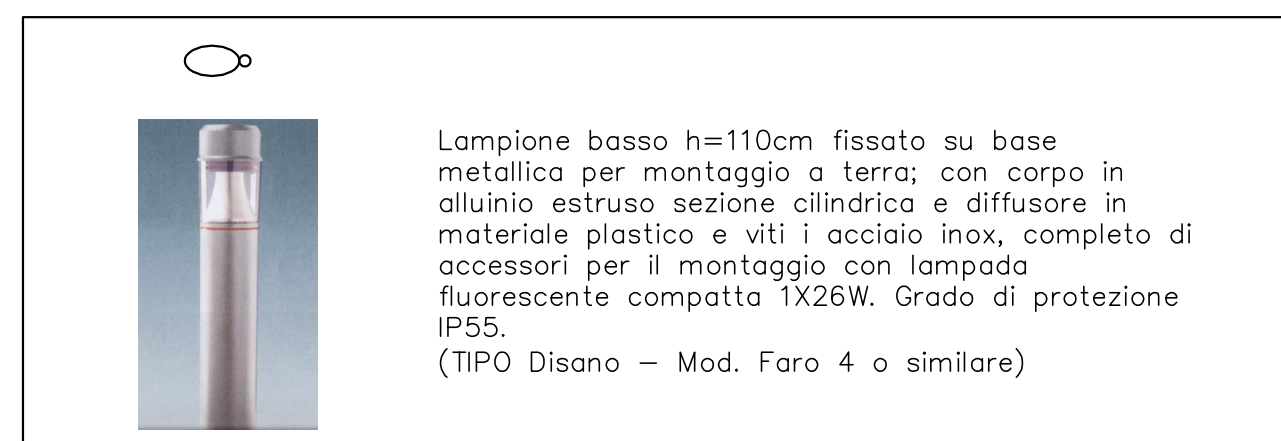 Lampione basso h=110cm fissato su base
metallica per montaggio a terra; con corpo in
alluinio estruso sezione cilindrica e diffusore in
materiale plastico e viti i acciaio inox, completo di
accessori per il montaggio con lampada
fluorescente compatta 1X26W. Grado di protezione
IP55.
(TIPO Disano – Mod. Faro 4 o similare)